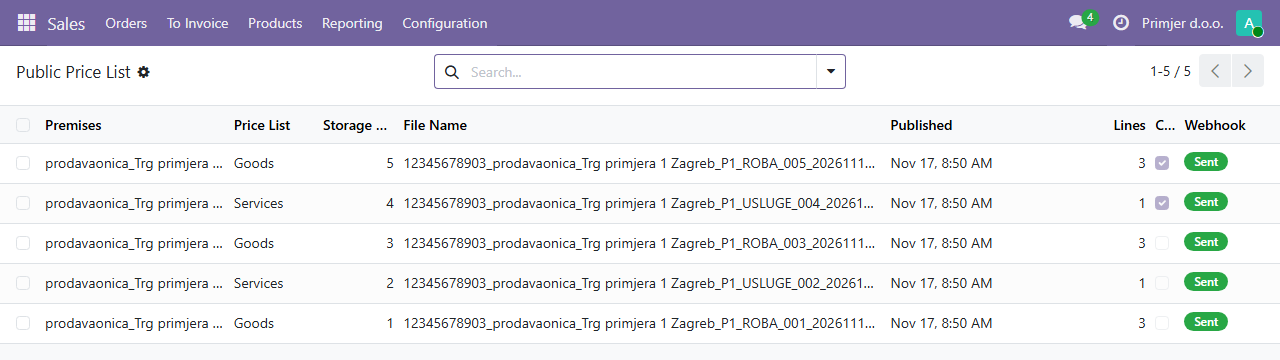 Sales Orders To Invoice Products Reporting Configuration 4 Primjer d.o.o. A
Public Price List Search... 1-5 / 5
Premises Price List Storage ... File Name Published Lines C... Webhook
prodavaonica_Trg primjera ... Goods 5 12345678903_prodavaonica_Trg primjera 1 Zagreb_P1_ROBA_005_2026111... Nov 17, 8:50 AM 3 Sent
prodavaonica_Trg primjera ... Services 4 12345678903_prodavaonica_Trg primjera 1 Zagreb_P1_USLUGE_004_20261... Nov 17, 8:50 AM 1 Sent
prodavaonica_Trg primjera ... Goods 3 12345678903_prodavaonica_Trg primjera 1 Zagreb_P1_ROBA_003_2026111... Nov 17, 8:50 AM 3 Sent
prodavaonica_Trg primjera ... Services 2 12345678903_prodavaonica_Trg primjera 1 Zagreb_P1_USLUGE_002_20261... Nov 17, 8:50 AM 1 Sent
prodavaonica_Trg primjera ... Goods 1 12345678903_prodavaonica_Trg primjera 1 Zagreb_P1_ROBA_001_2026111... Nov 17, 8:50 AM 3 Sent